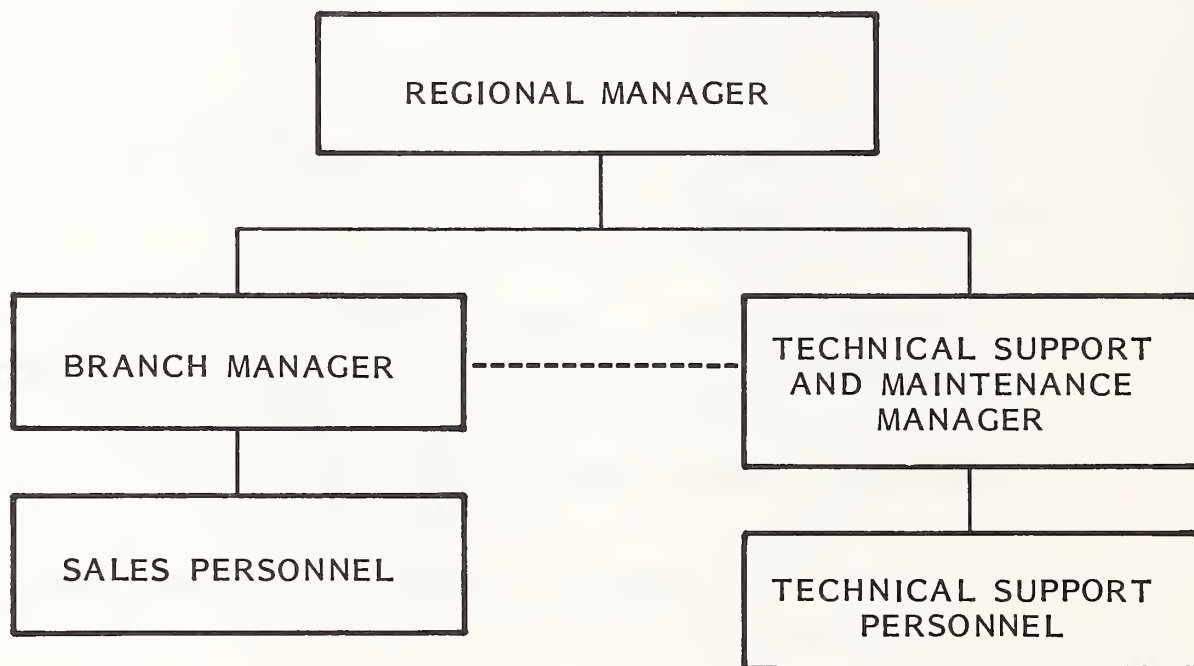 REGIONAL MANAGER
BRANCH MANAGER
TECHNICAL SUPPORT
AND MAINTENANCE
MANAGER
SALES PERSONNEL
TECHNICAL SUPPORT
PERSONNEL